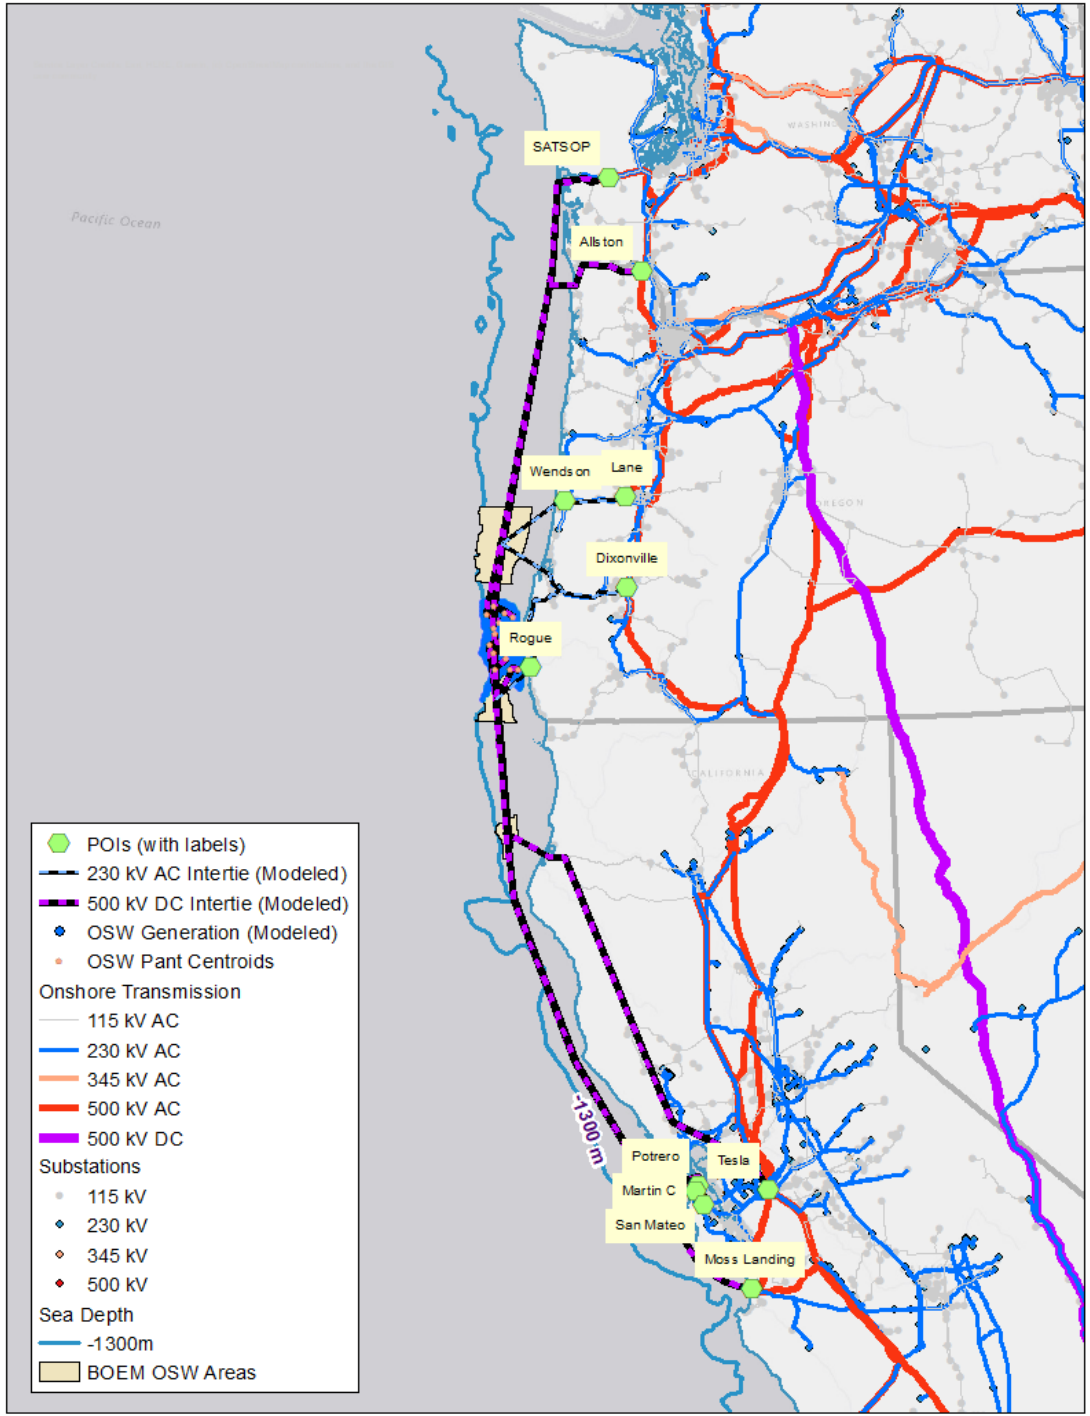 SATSOP
WASHING
Pacific Ocean
Allston
Wendson
Lane
OREGON
Dixonville
Rogue
CALIFORNIA
POIs (with labels)
230 kV AC Intertie (Modeled)
500 kV DC Intertie (Modeled)
OSW Generation (Modeled)
OSW Pant Centroids
Onshore Transmission
115 kV AC
230 kV AC
345 kV AC
500 kV AC
500 kV DC
Substations
115 kV
230 kV
345 kV
500 kV
Sea Depth
-1300m
BOEM OSW Areas
-1300 m
Potrero
Tesla
Martin C
San Mateo
Moss Landing